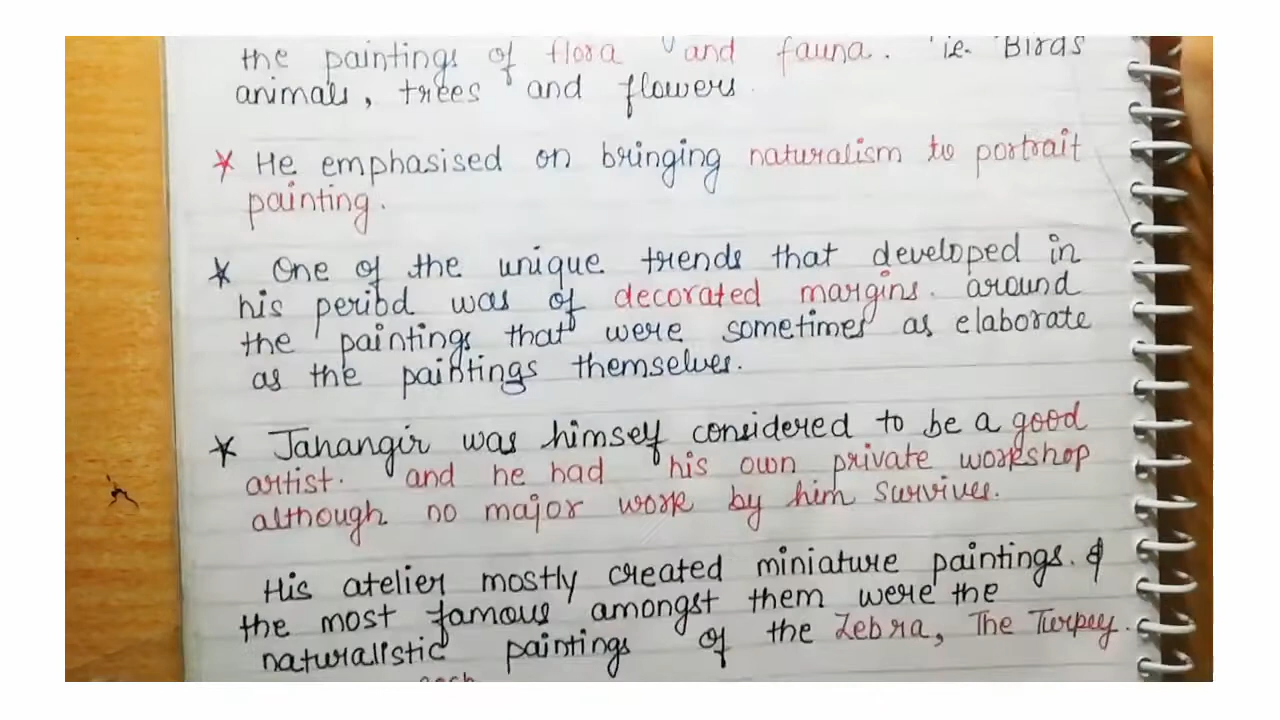 the paintings of flora and fauna. ie. Birds
animals, trees and flowers
* He emphasised on bringing naturalism to portrait
painting.
* One of the unique trends that developed in
his period was of decorated margins. around
the paintings that were sometimes as elaborate
as the paintings themselves.
* Jahangir was himself considered to be a good
artist. and he had his own private workshop
although no major work by him survives.
His atelier mostly created miniature paintings. &
the most famous amongst them were the
naturalistic paintings of the Zebra, The Turpey.